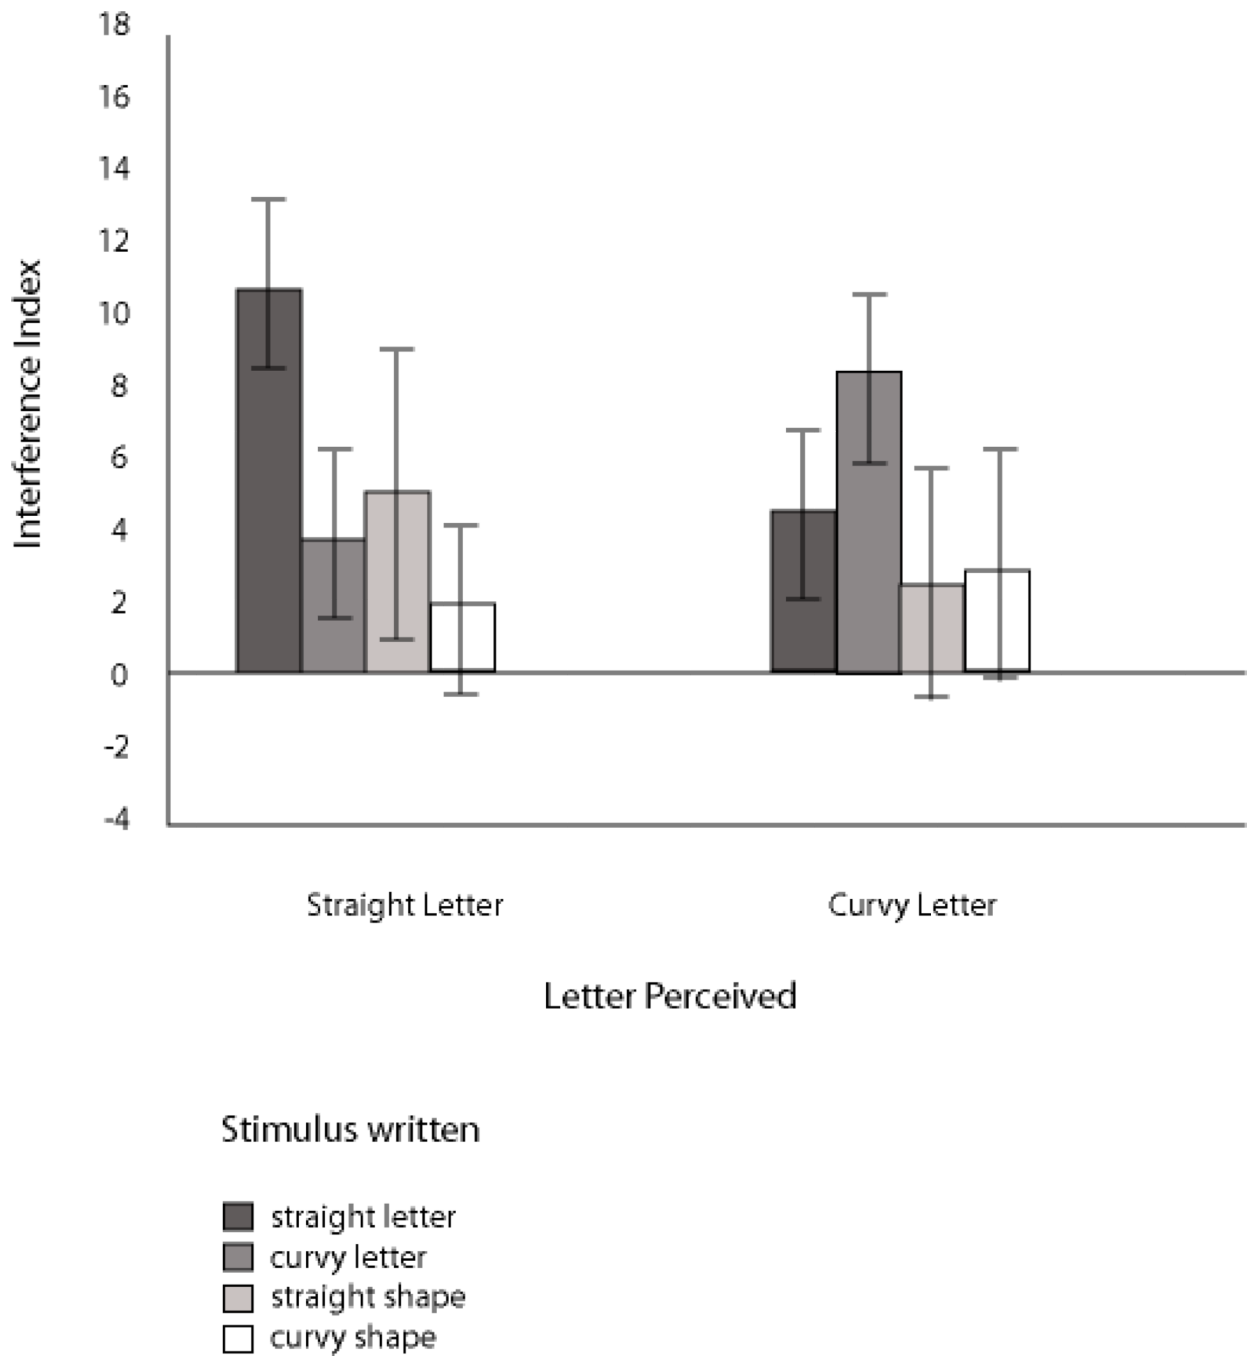 18
16
14
12
10
8
6
4
2
0
-2
-4
Interference Index
Straight Letter
Curvy Letter
Letter Perceived
Stimulus written
straight letter
curvy letter
straight shape
curvy shape